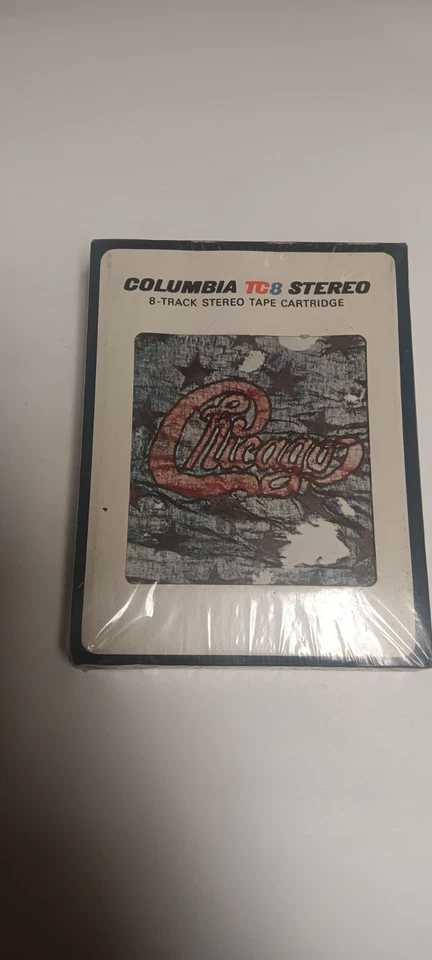 COLUMBIA TC8 STEREO
8-TRACK STEREO TAPE CARTRIDGE
Chicago